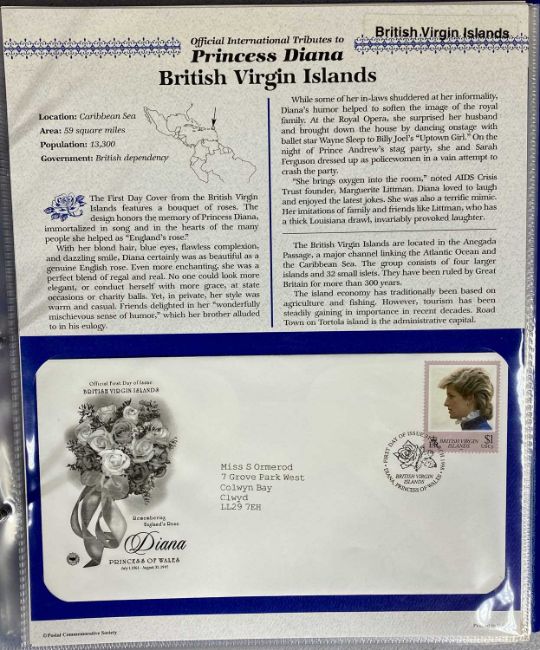 Official International Tributes to
British Virgin Islands
Princess Diana
British Virgin Islands
Location: Caribbean Sea
Area: 59 square miles
Population: 13,300
Government: British dependency
The First Day Cover from the British Virgin
Islands features a bouquet of roses. The
design honors the memory of Princess Diana,
immortalized in song and in the hearts of the
many people she helped as "England's rose."
With her blond hair, blue eyes, flawless complexion,
and dazzling smile, Diana certainly was as beautiful as a
genuine English rose. Even more enchanting, she was a
perfect blend of regal and real. No one could look more
elegant, or conduct herself with more grace, at state
occasions or charity balls. Yet, in private, her style was
warm and casual. Friends delighted in her "wonderfully
mischievous sense of humor," which her brother alluded
to in his eulogy.
While some of her in-laws shuddered at her informality,
Diana's humor helped to soften the image of the royal
family. At the Royal Opera, she surprised her husband
and brought down the house by dancing onstage with
ballet star Wayne Sleep to Billy Joel's "Uptown Girl." On the
night of Prince Andrew's stag party, she and Sarah
Ferguson dressed up as policewomen in a vain attempt to
crash the party.
"She brings oxygen into the room," noted AIDS Crisis
Trust founder, Marguerite Littman. Diana loved to laugh
and enjoyed the latest jokes. She was also a terrific mimic.
Her imitations of family and friends like Littman, who has
a thick Louisiana drawl, invariably provoked laughter.
The British Virgin Islands are located in the Anegada
Passage, a major channel linking the Atlantic Ocean and
the Caribbean Sea. The group consists of four larger
islands and 32 small islets. They have been ruled by Great
Britain for more than 300 years.
The island economy has traditionally been based on
agriculture and fishing. However, tourism has been
steadily gaining in importance in recent decades. Road
Town on Tortola island is the administrative capital.
Official First Day of Issue
BRITISH VIRGIN ISLANDS
Remembering
England's Rose
Diana
PRINCESS OF WALES
July 1, 1961 - August 31, 1997
Miss S Ormerod
7 Grove Park West
Colwyn Bay
Clwyd
LL29 7EH
FIRST DAY OF ISSUE
BRITISH VIRGIN
ISLANDS
DIANA, PRINCESS OF WALES
BRITISH VIRGIN
ISLANDS
$1
©Postal Commemorative Society